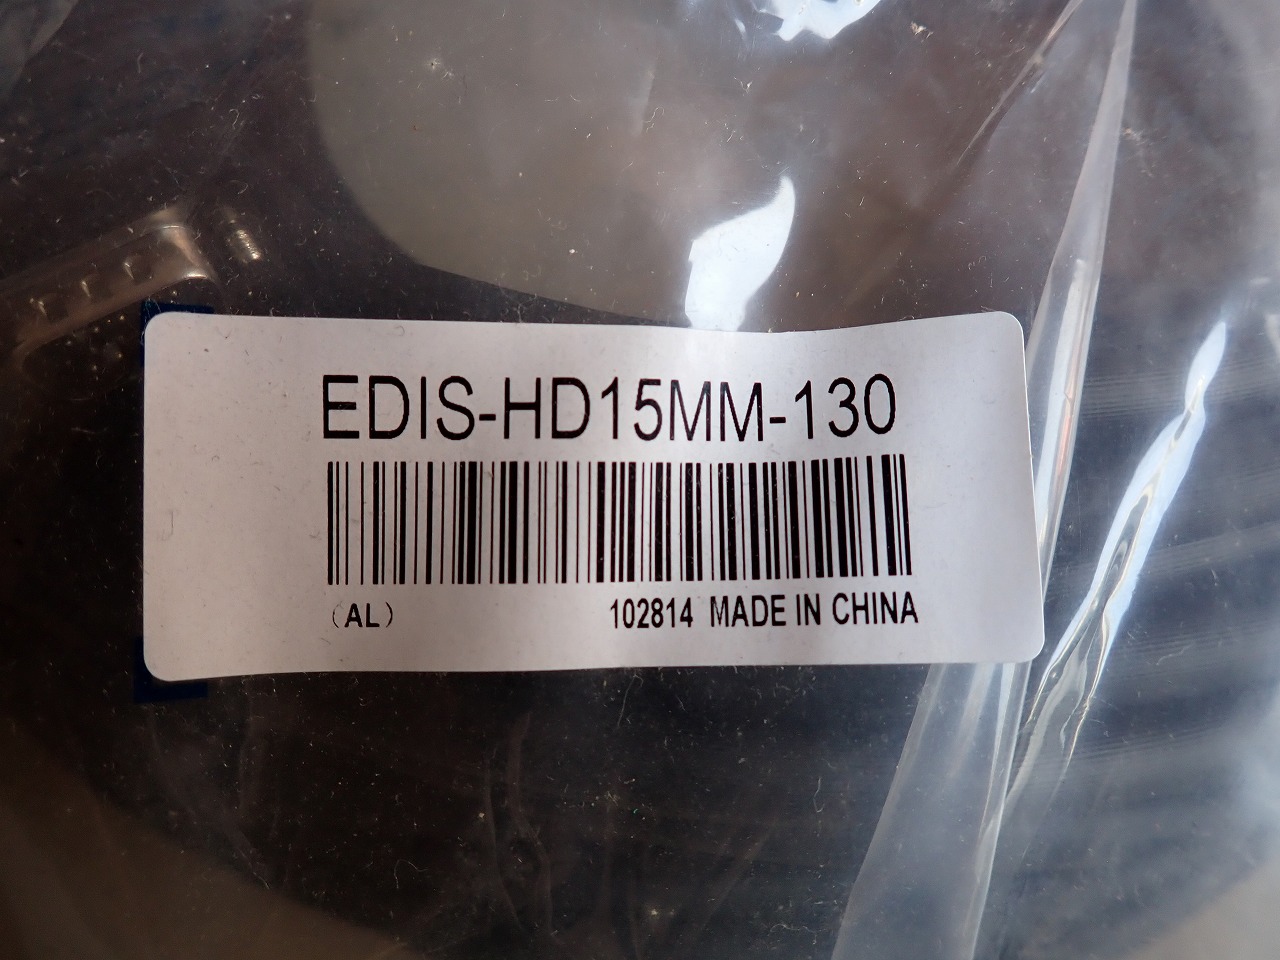 EDIS-HD15MM-130
(AL) 102814 MADE IN CHINA